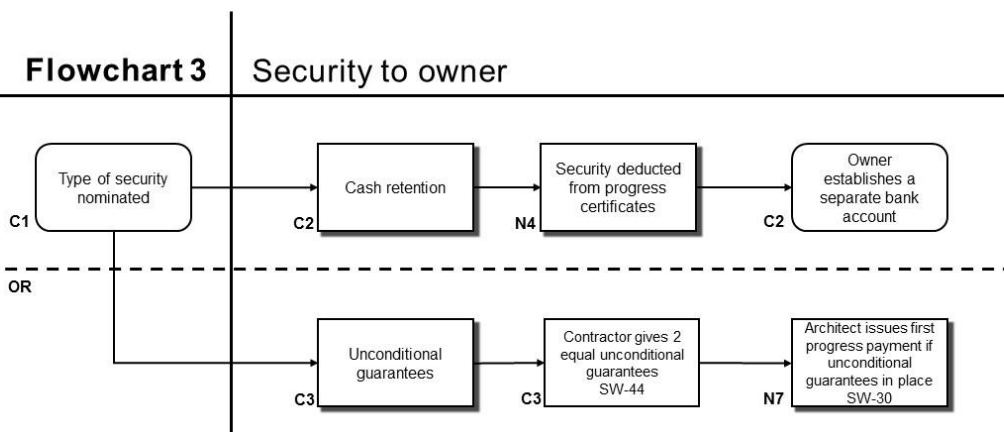 Flowchart 3
Security to owner
Type of security
nominated
C1
Cash retention
C2
Security deducted
from progress
certificates
N4
Owner
establishes a
separate bank
account
C2
OR
Unconditional
guarantees
C3
Contractor gives 2
equal unconditional
guarantees
SW-44
C3
Architect issues first
progress payment if
unconditional
guarantees in place
SW-30
N7